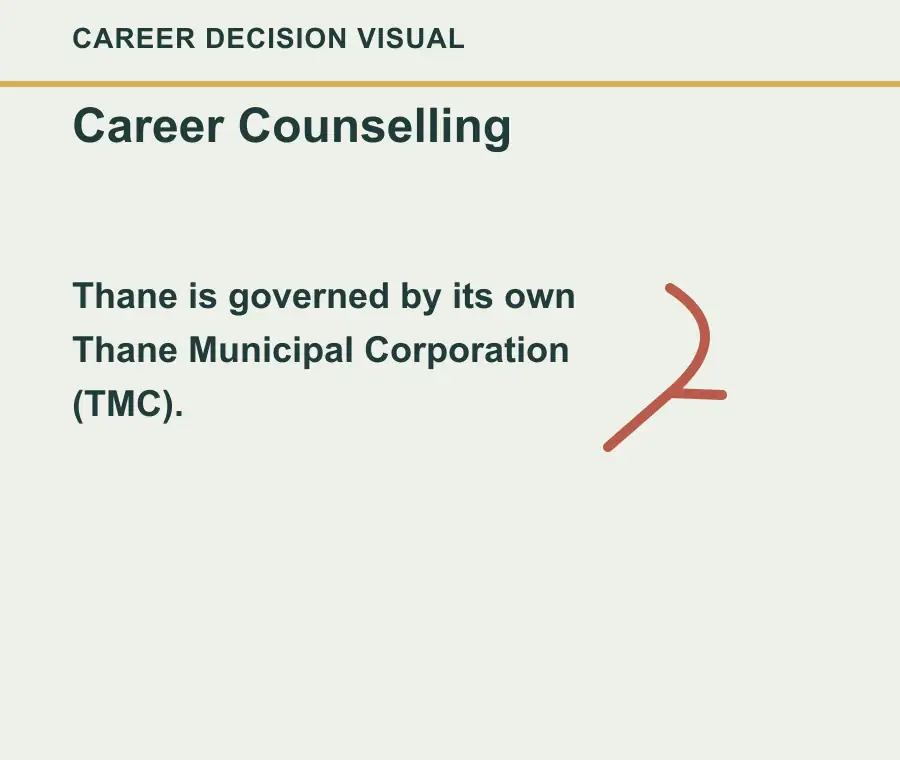 CAREER DECISION VISUAL
Career Counselling
Thane is governed by its own
Thane Municipal Corporation
(TMC).